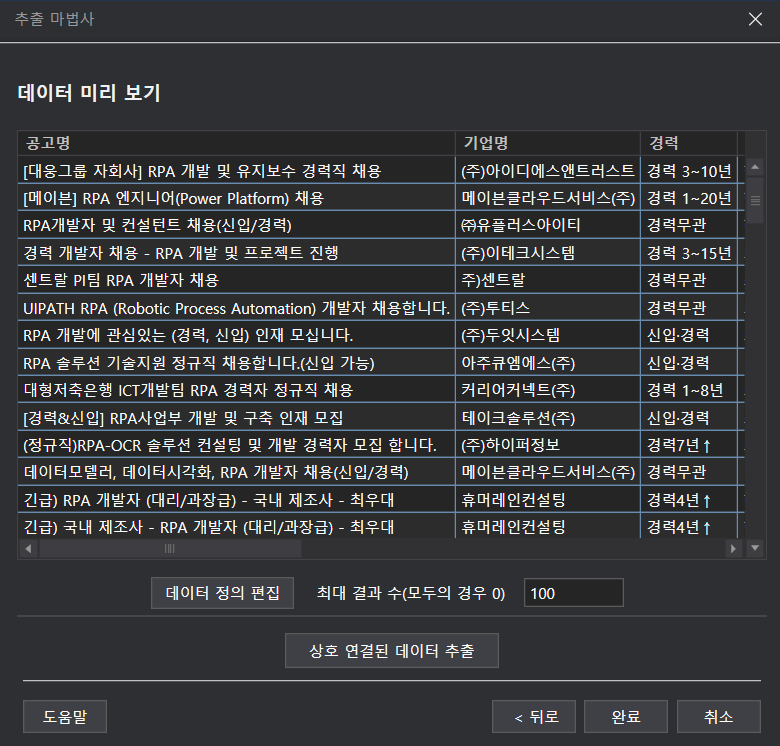 추출 마법사
데이터 미리 보기
공고명 기업명 경력
[대웅그룹 자회사] RPA 개발 및 유지보수 경력직 채용 (주)아이디에스앤트러스트 경력 3~10년
[메이븐] RPA 엔지니어(Power Platform) 채용 메이븐클라우드서비스(주) 경력 1~20년
RPA개발자 및 컨설턴트 채용(신입/경력) ㈜유플러스아이티 경력무관
경력 개발자 채용 - RPA 개발 및 프로젝트 진행 (주)이테크시스템 경력 3~15년
센트랄 PI팀 RPA 개발자 채용 주)센트랄 경력무관
UIPATH RPA (Robotic Process Automation) 개발자 채용합니다. (주)투티스 경력무관
RPA 개발에 관심있는 (경력, 신입) 인재 모십니다. (주)두잇시스템 신입·경력
RPA 솔루션 기술지원 정규직 채용합니다.(신입 가능) 아주큐엠에스(주) 신입·경력
대형저축은행 ICT개발팀 RPA 경력자 정규직 채용 커리어커넥트(주) 경력 1~8년
[경력&신입] RPA사업부 개발 및 구축 인재 모집 테이크솔루션(주) 신입·경력
(정규직)RPA-OCR 솔루션 컨설팅 및 개발 경력자 모집 합니다. (주)하이퍼정보 경력7년↑
데이터모델러, 데이터시각화, RPA 개발자 채용(신입/경력) 메이븐클라우드서비스(주) 경력무관
긴급) RPA 개발자 (대리/과장급) - 국내 제조사 - 최우대 휴머레인컨설팅 경력4년↑
긴급) 국내 제조사 - RPA 개발자 (대리/과장급) - 최우대 휴머레인컨설팅 경력4년↑
데이터 정의 편집 최대 결과 수(모두의 경우 0) 100
상호 연결된 데이터 추출
도움말 < 뒤로 완료 취소